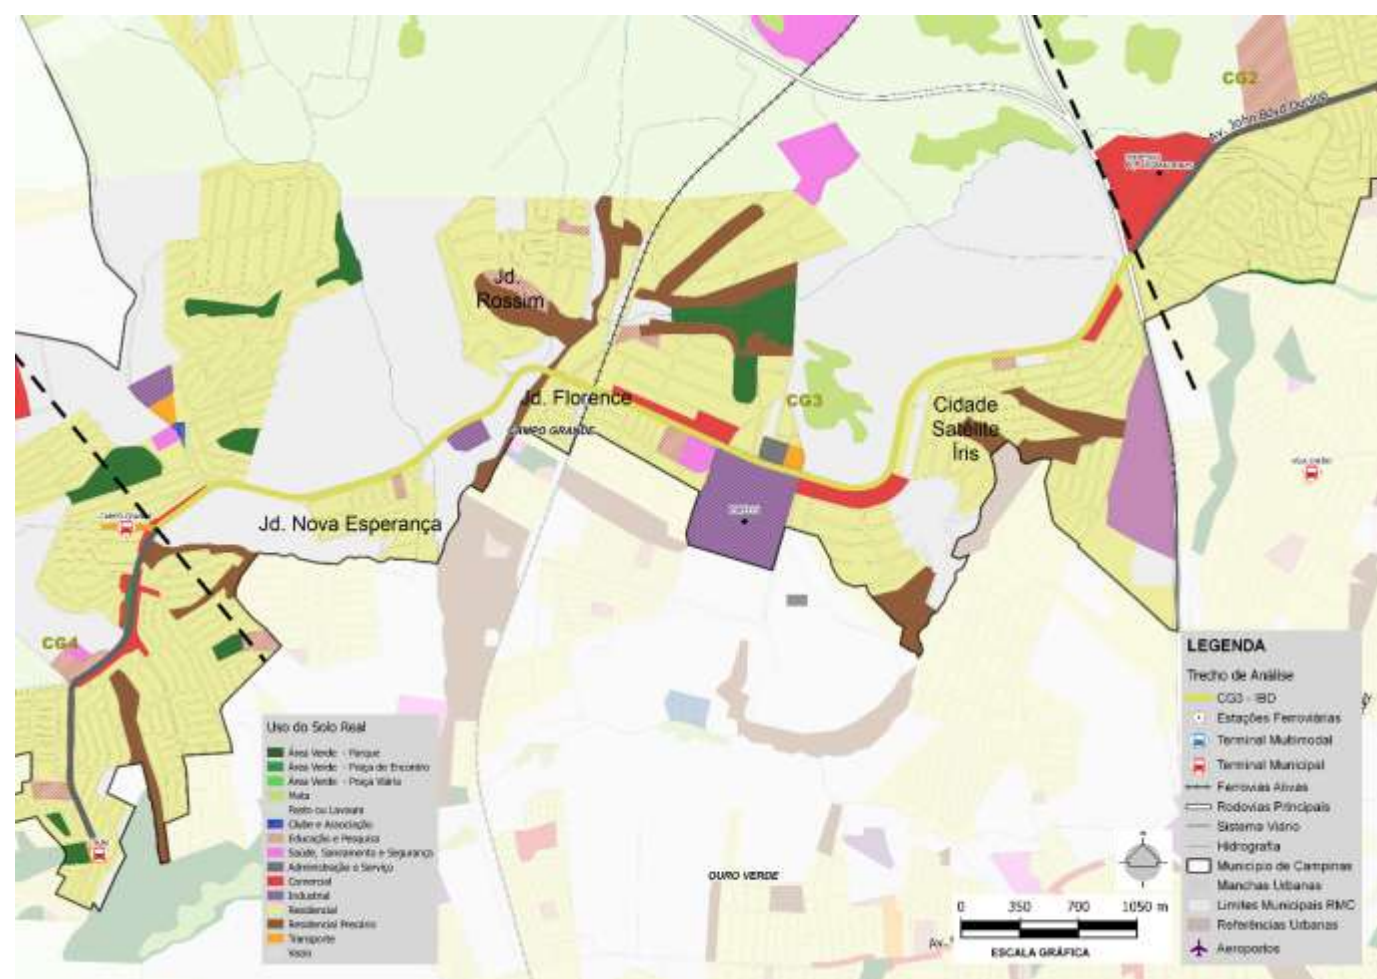 CG2
Av. John Boyd Dunlop
Jd.
Rossim
Jd. Florence
CAMPO GRANDE
CG3
Cidade
Satélite
Íris
Jd. Nova Esperança
CG4
OURO VERDE
Av.
Uso do Solo Real
Área Verde - Parque
Área Verde - Praça de Encontro
Área Verde - Praça Viária
Mata
Pasto ou Lavoura
Clube e Associação
Educação e Pesquisa
Saúde, Saneamento e Segurança
Administração e Serviço
Comercial
Industrial
Residencial
Residencial Precário
Transporte
Vazio
0 350 700 1050 m
ESCALA GRÁFICA
LEGENDA
Trecho de Análise
CG3 - IBD
Estações Ferroviárias
Terminal Multimodal
Terminal Municipal
Ferrovias Ativas
Rodovias Principais
Sistema Viário
Hidrografia
Município de Campinas
Manchas Urbanas
Limites Municipais RMC
Referências Urbanas
Aeroportos